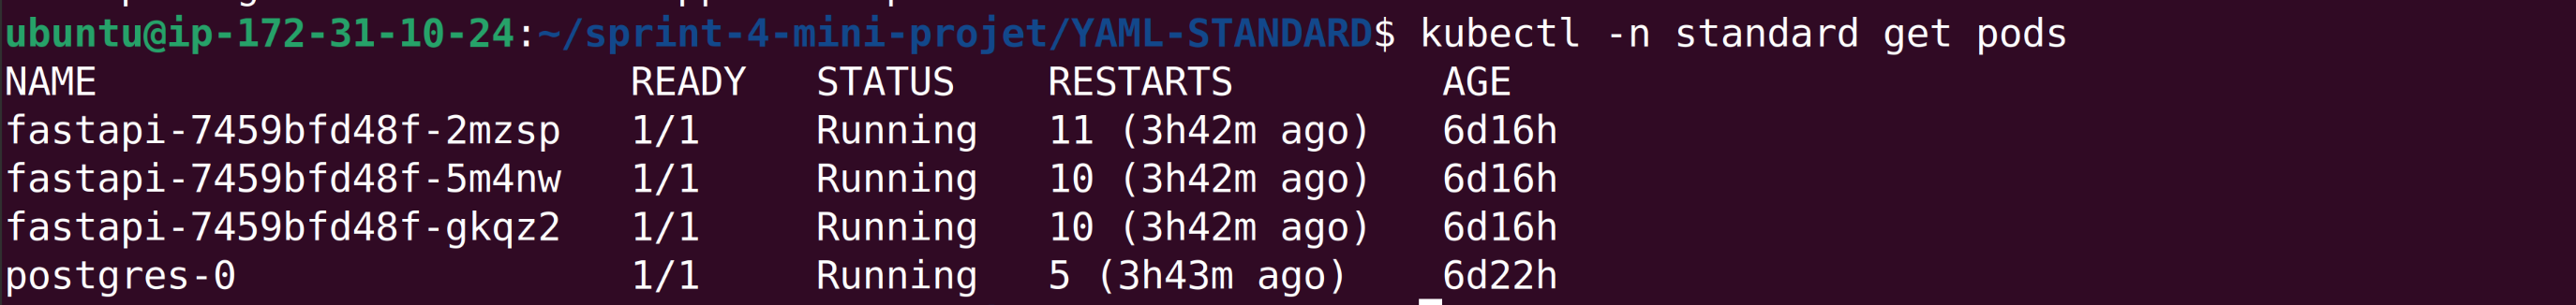 ubuntu@ip-172-31-10-24:~/sprint-4-mini-projet/YAML-STANDARD$ kubectl -n standard get pods
NAME                       READY   STATUS    RESTARTS         AGE
fastapi-7459bfd48f-2mzsp   1/1     Running   11 (3h42m ago)   6d16h
fastapi-7459bfd48f-5m4nw   1/1     Running   10 (3h42m ago)   6d16h
fastapi-7459bfd48f-gkqz2   1/1     Running   10 (3h42m ago)   6d16h
postgres-0                 1/1     Running   5 (3h43m ago)    6d22h